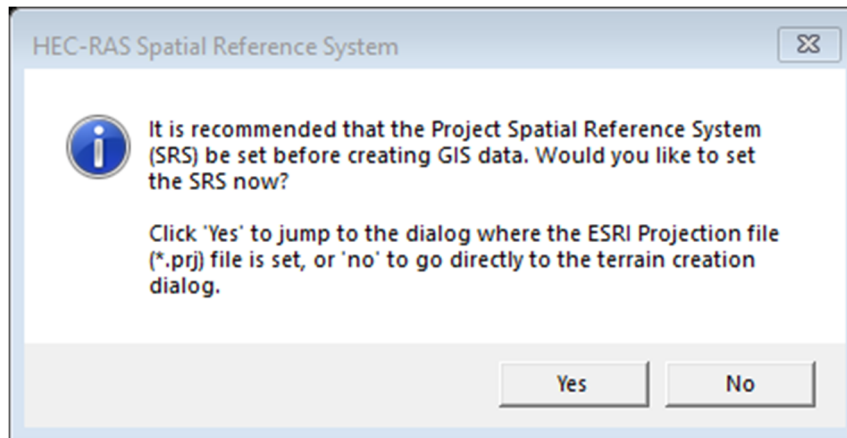 HEC-RAS Spatial Reference System
It is recommended that the Project Spatial Reference System
(SRS) be set before creating GIS data. Would you like to set
the SRS now?
Click 'Yes' to jump to the dialog where the ESRI Projection file
(*.prj) file is set, or 'no' to go directly to the terrain creation
dialog.
Yes
No